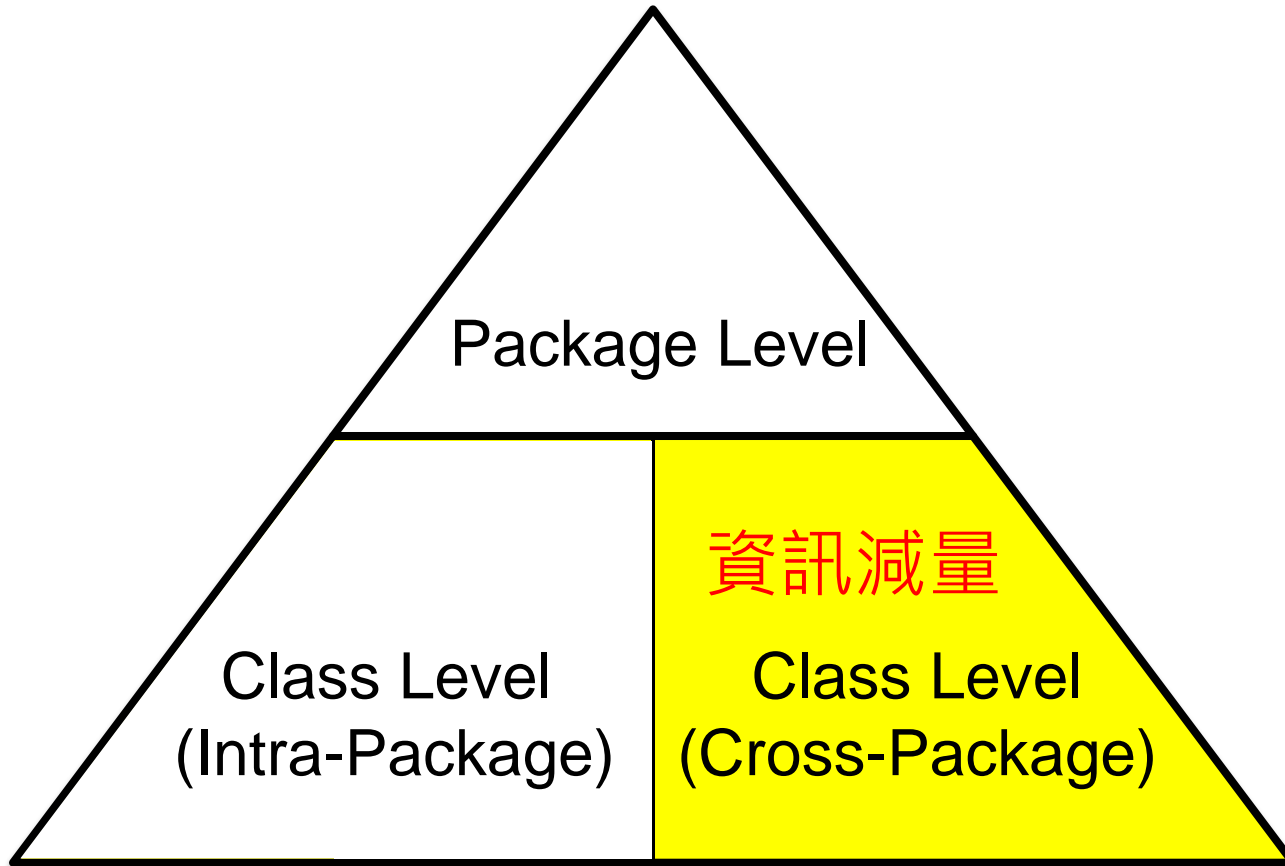 Package Level
資訊減量
Class Level
(Intra-Package)
Class Level
(Cross-Package)